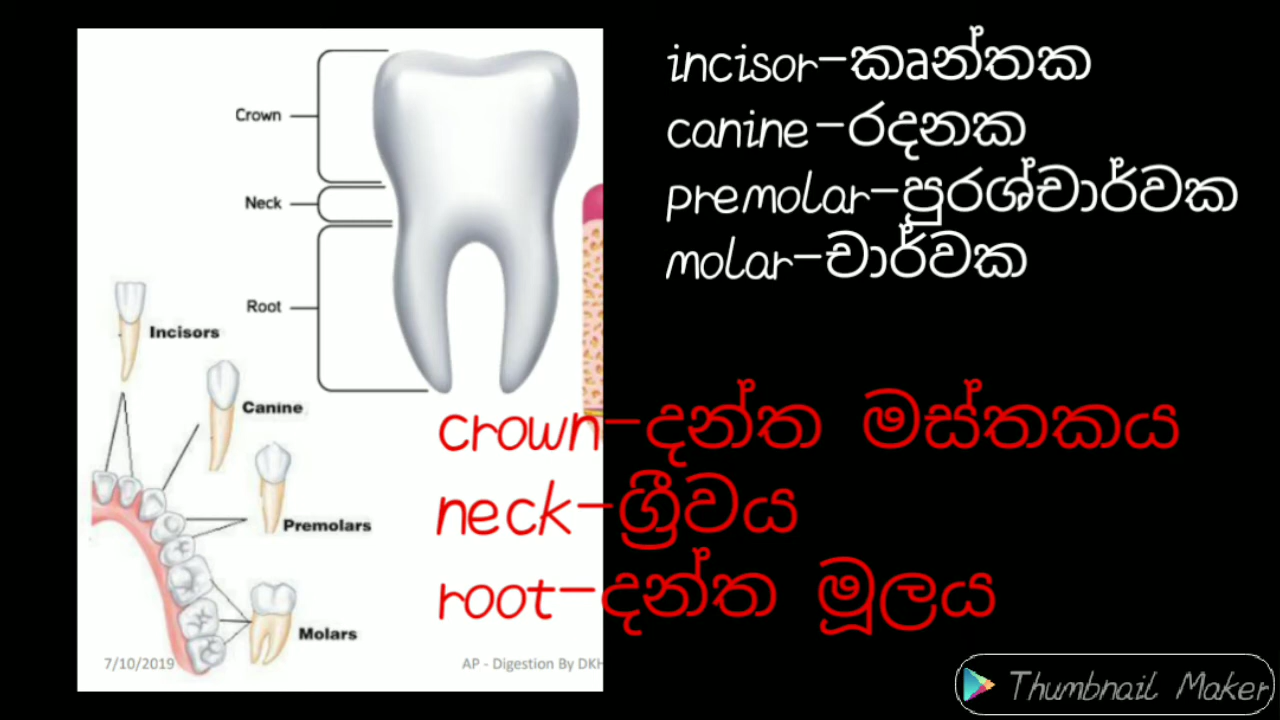 Crown
Neck
Root
Incisors
Canine
Premolars
Molars
7/10/2019
AP - Digestion By DKH
incisor-කෘන්තක
canine-රදනක
premolar-පුරශ්චාර්වක
molar-චාර්වක
crown-දන්ත මස්තකය
neck-ග්‍රීවය
root-දන්ත මූලය
Thumbnail Maker